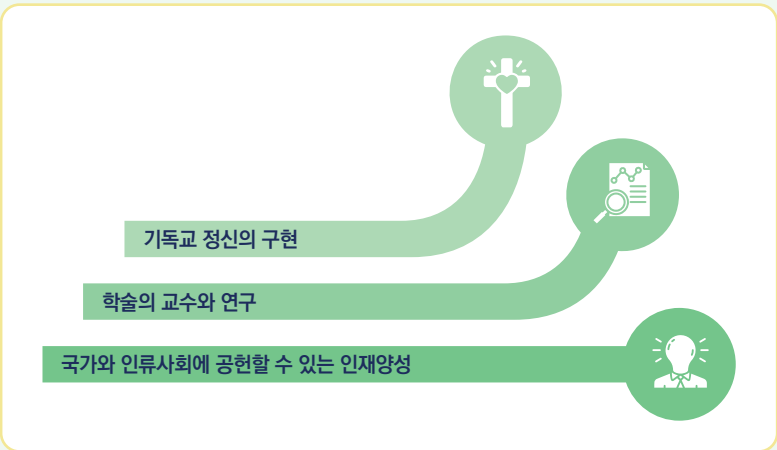 기독교 정신의 구현
학술의 교수와 연구
국가와 인류사회에 공헌할 수 있는 인재양성